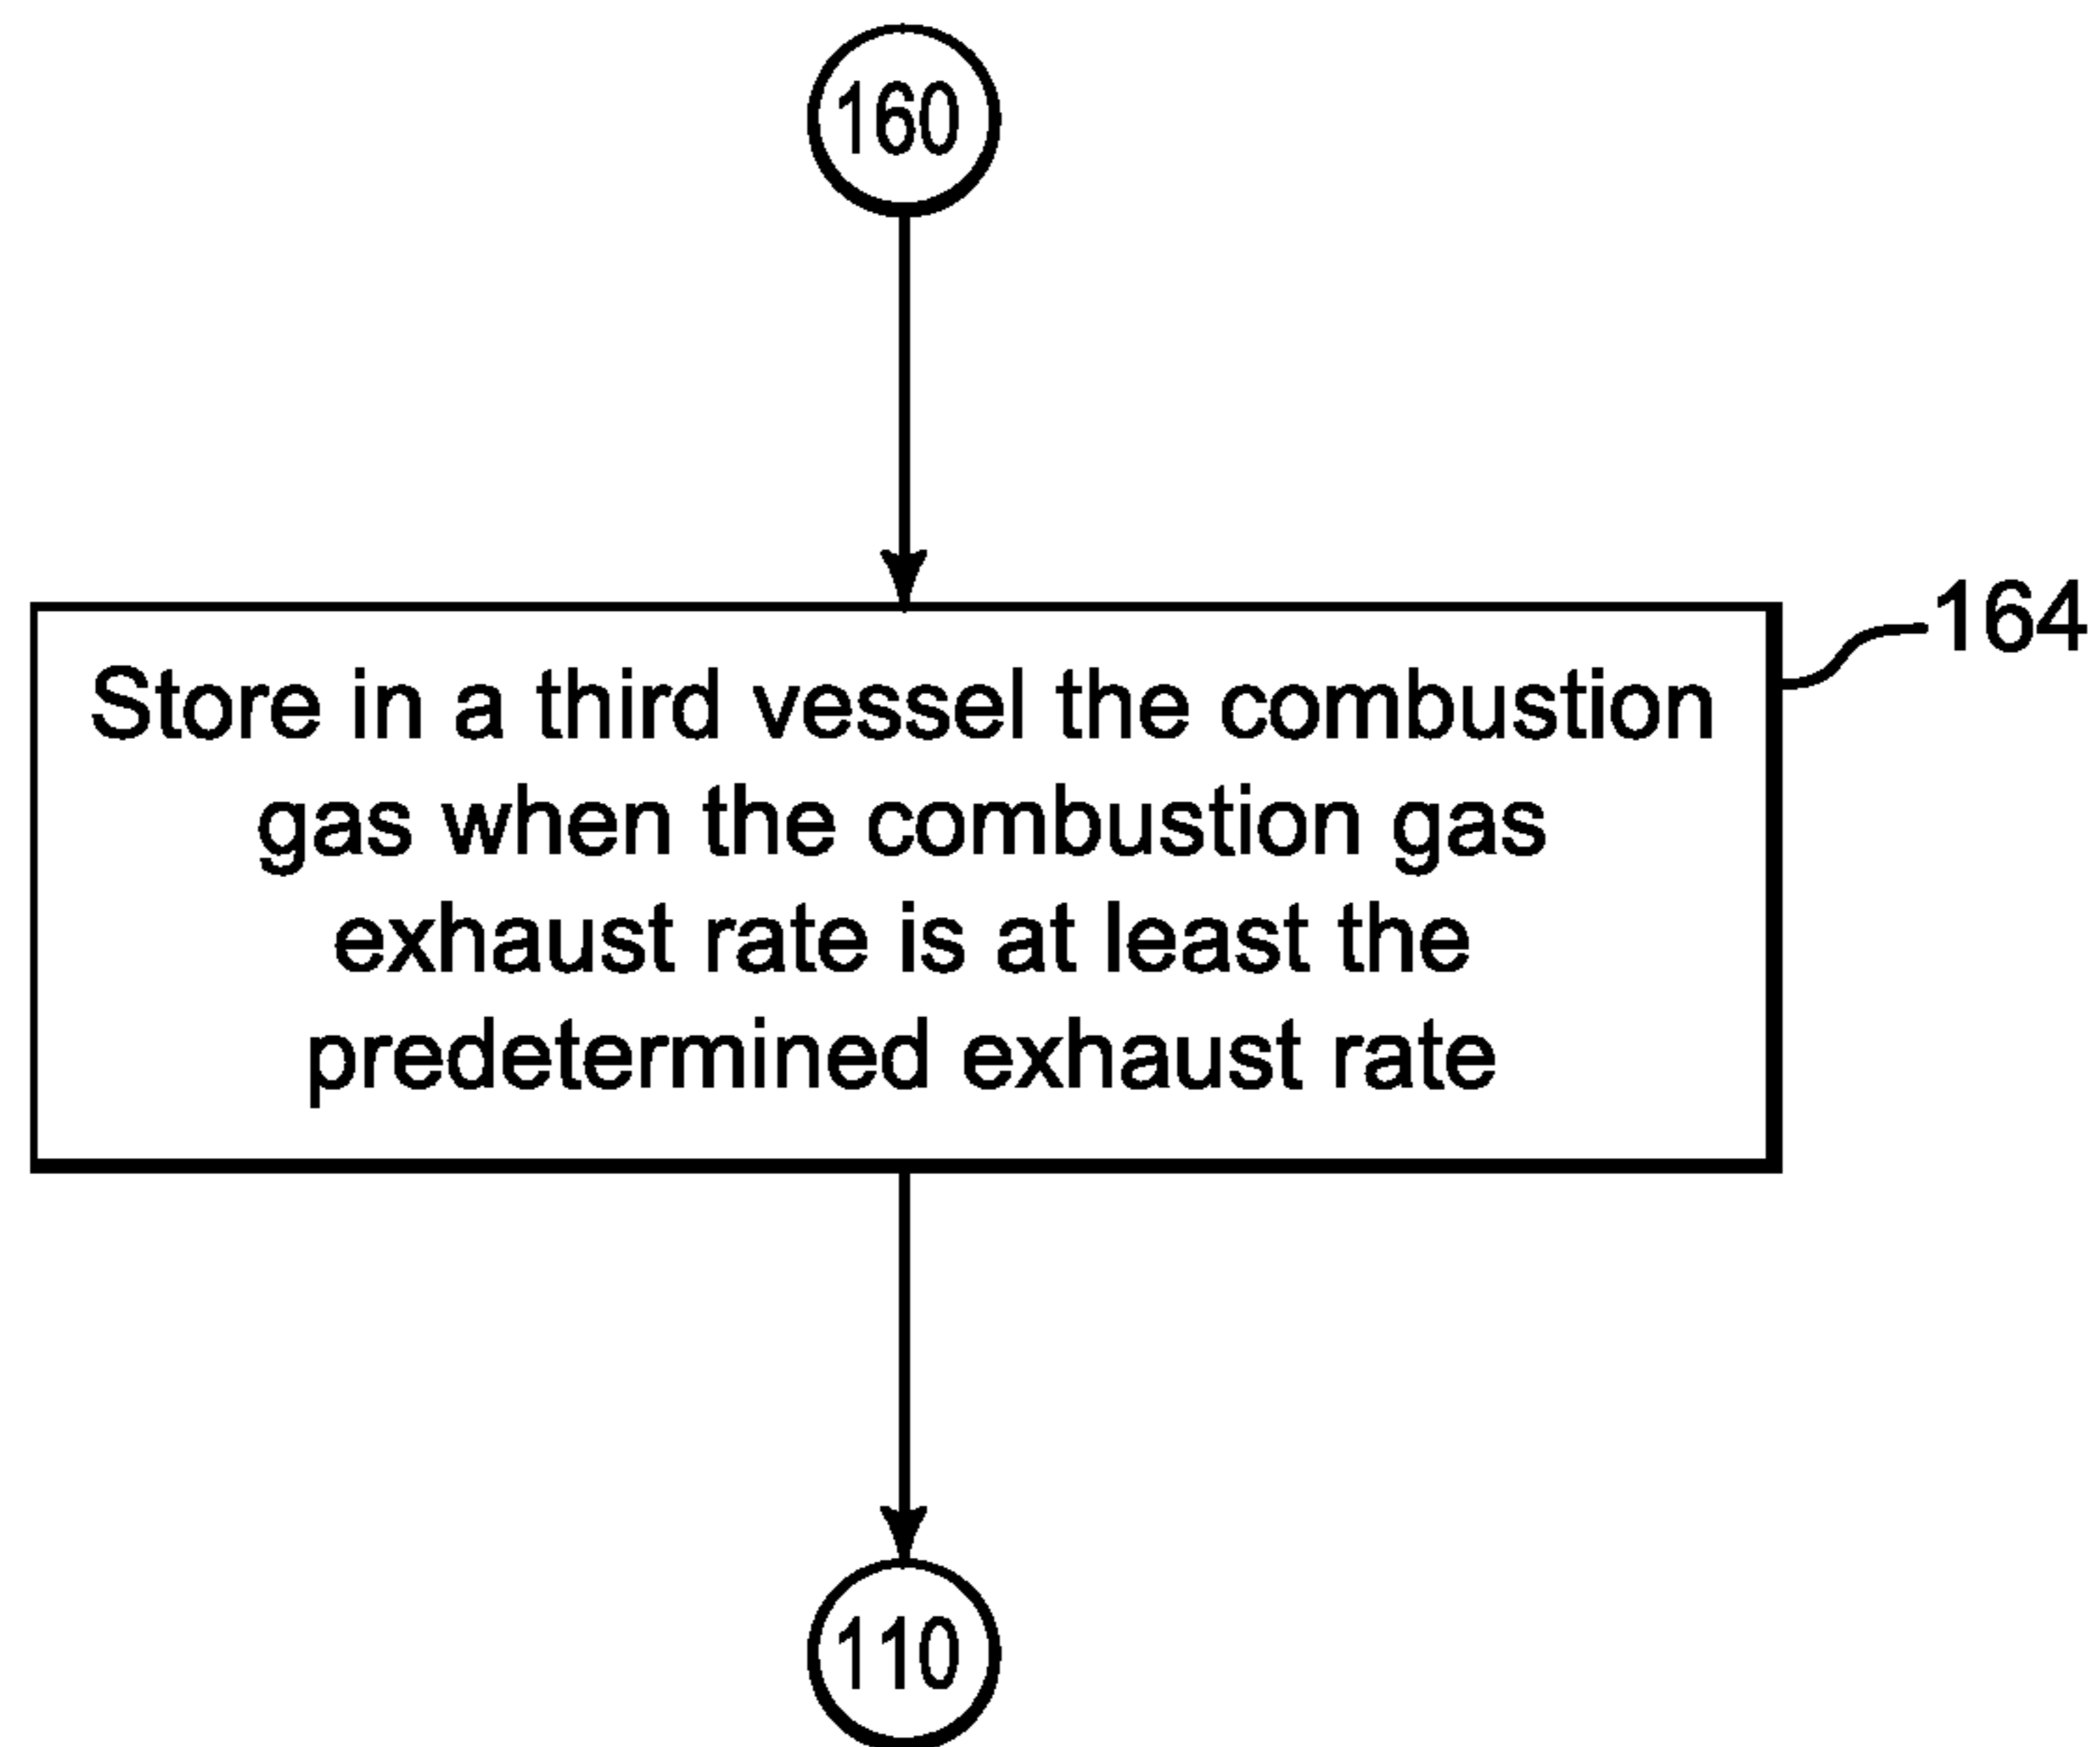 160
164
Store in a third vessel the combustion
gas when the combustion gas
exhaust rate is at least the
predetermined exhaust rate
110